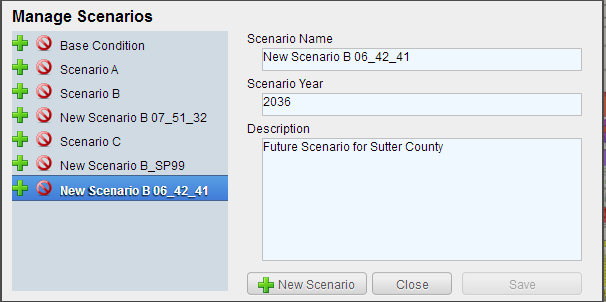 Manage Scenarios
Base Condition
Scenario A
Scenario B
New Scenario B 07_51_32
Scenario C
New Scenario B_SP99
New Scenario B 06_42_41
Scenario Name
New Scenario B 06_42_41
Scenario Year
2036
Description
Future Scenario for Sutter County
New Scenario
Close
Save